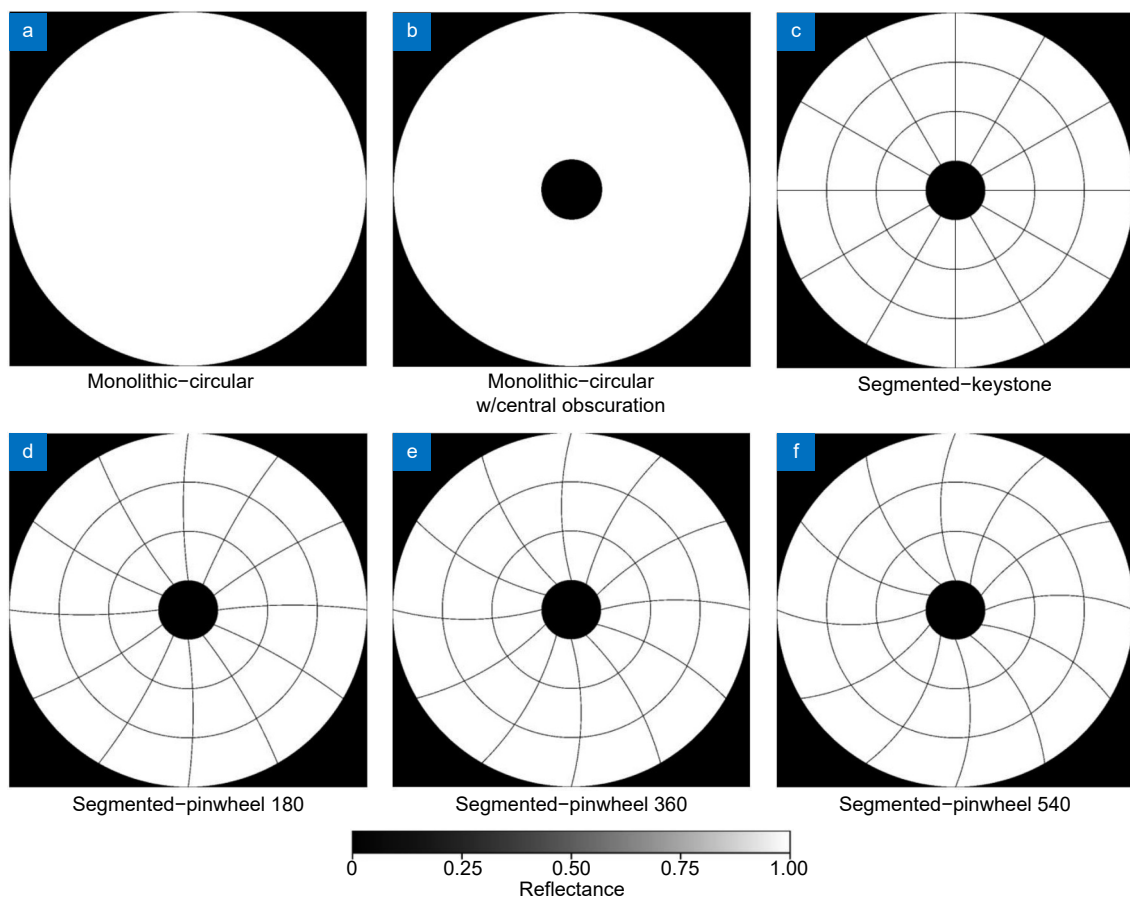 a
b
c
Monolithic−circular
Monolithic−circular
w/central obscuration
Segmented−keystone
d
e
f
Segmented−pinwheel 180
Segmented−pinwheel 360
Segmented−pinwheel 540
0 0.25 0.50 0.75 1.00
Reflectance